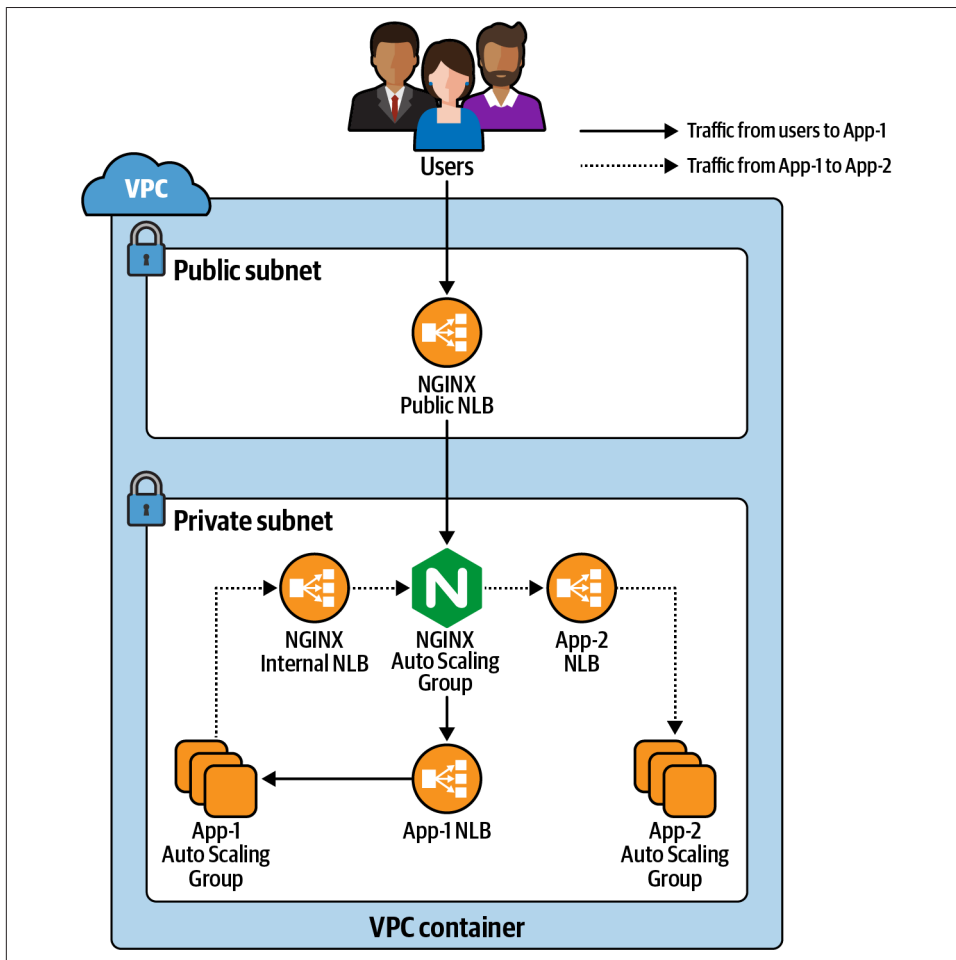 Traffic from users to App-1
Traffic from App-1 to App-2
Users
VPC
Public subnet
NGINX
Public NLB
Private subnet
NGINX
Internal NLB
N
NGINX
Auto Scaling
Group
App-2
NLB
App-1
Auto Scaling
Group
App-1 NLB
App-2
Auto Scaling
Group
VPC container